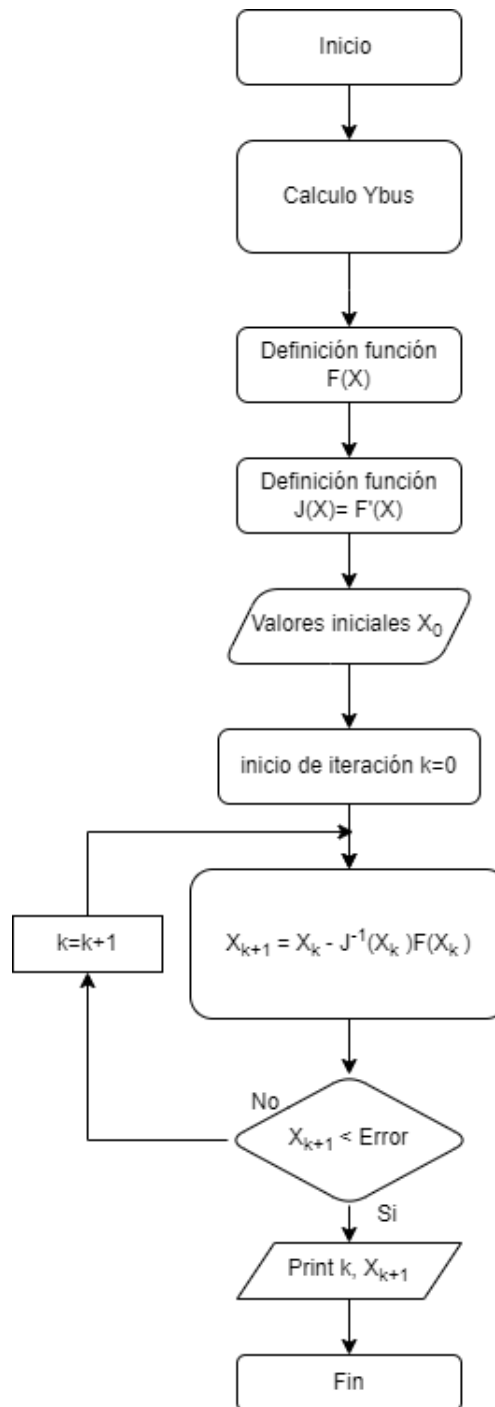 Inicio
Calculo Ybus
Definición función
F(X)
Definición función
J(X)= F'(X)
Valores iniciales X₀
inicio de iteración k=0
k=k+1
Xₖ₊₁ = Xₖ - J⁻¹(Xₖ )F(Xₖ )
No
Xₖ₊₁ < Error
Si
Print k, Xₖ₊₁
Fin